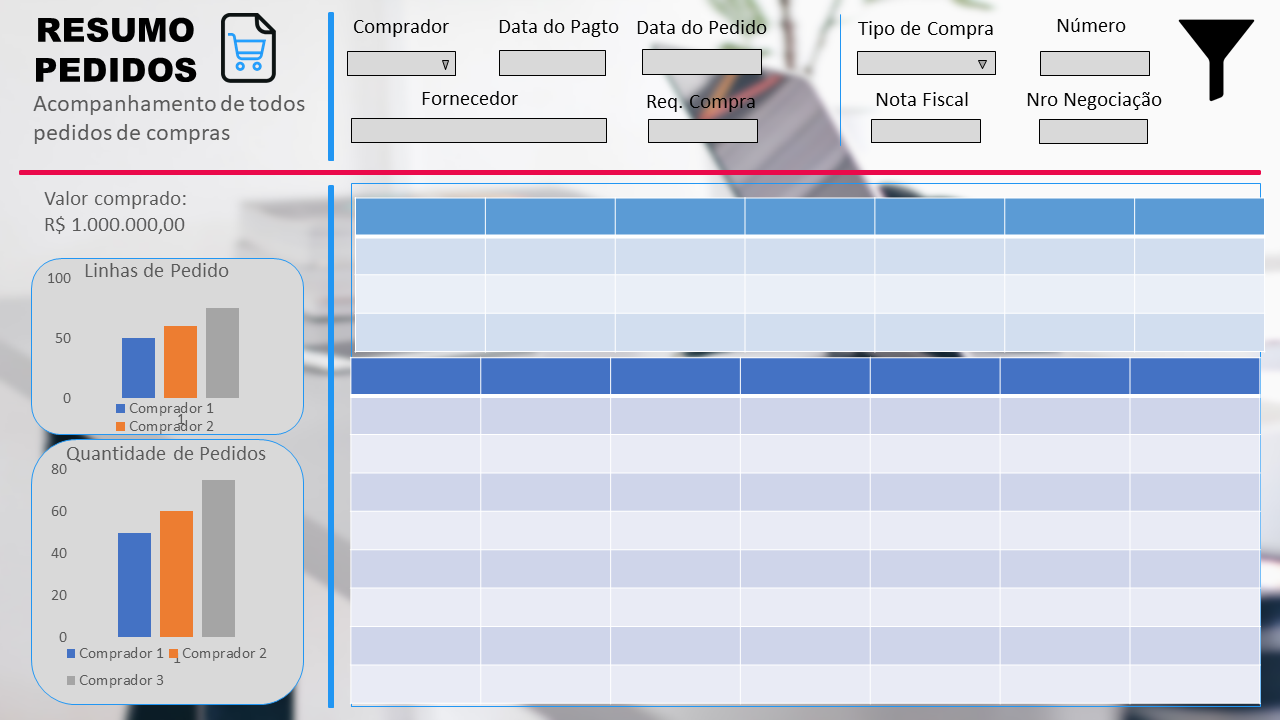 RESUMO
PEDIDOS
Acompanhamento de todos
pedidos de compras
Comprador
Data do Pagto
Data do Pedido
Tipo de Compra
Número
Fornecedor
Req. Compra
Nota Fiscal
Nro Negociação
Valor comprado:
R$ 1.000.000,00
Linhas de Pedido
100
50
0
1
Comprador 1
Comprador 2
Quantidade de Pedidos
80
60
40
20
0
1
Comprador 1 Comprador 2
Comprador 3